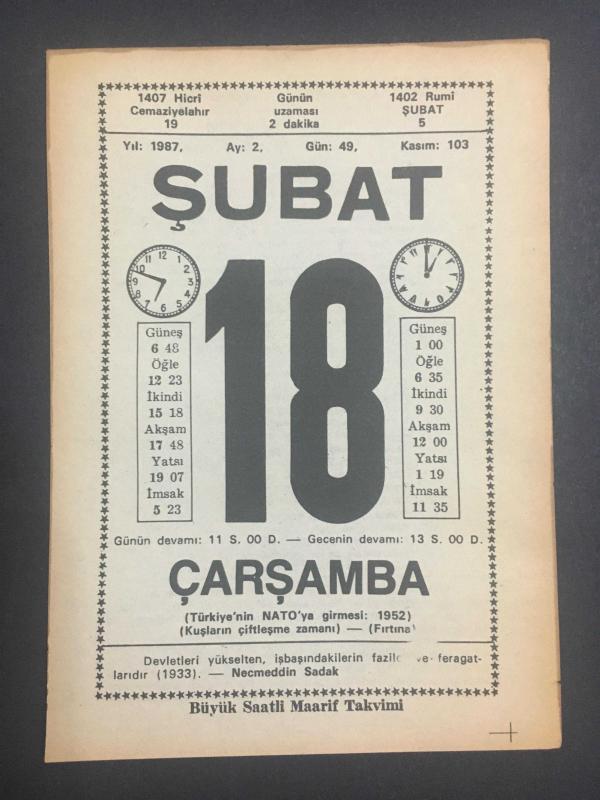 1407 Hicrî
Cemaziyelahır
19
Günün
uzaması
2 dakika
1402 Rumî
ŞUBAT
5
Yıl: 1987, Ay: 2, Gün: 49, Kasım: 103
ŞUBAT
18
Güneş
6 48
Öğle
12 23
İkindi
15 18
Akşam
17 48
Yatsı
19 07
İmsak
5 23
Güneş
1 00
Öğle
6 35
İkindi
9 30
Akşam
12 00
Yatsı
1 19
İmsak
11 35
Günün devamı: 11 S. 00 D. — Gecenin devamı: 13 S. 00 D.
ÇARŞAMBA
(Türkiye'nin NATO'ya girmesi: 1952)
(Kuşların çiftleşme zamanı) — (Fırtına
Devletleri yükselten, işbaşındakilerin ve feragat-
larıdır (1933). — Necmeddin Sadak
Büyük Saatli Maarif Takvimi